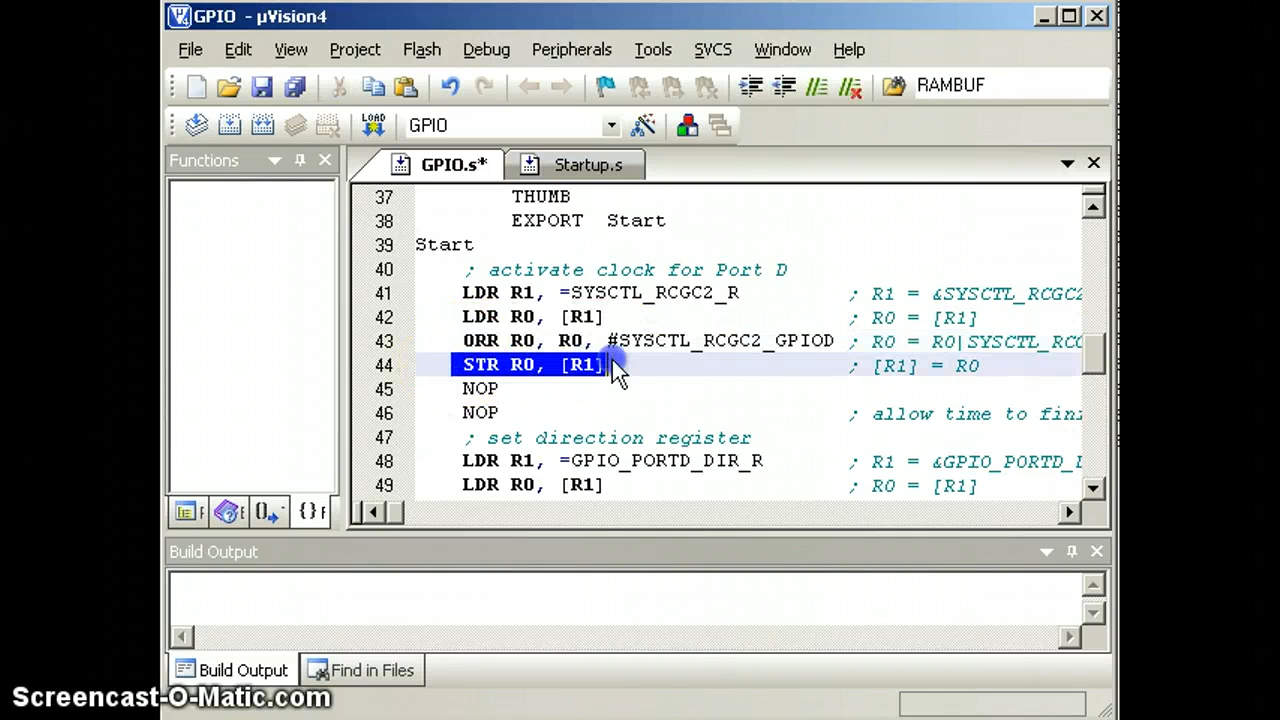 GPIO - µVision4
File Edit View Project Flash Debug Peripherals Tools SVCS Window Help
RAMBUF
LOAD GPIO
Functions
GPIO.s* Startup.s
37 THUMB
38 EXPORT Start
39 Start
40 ; activate clock for Port D
41 LDR R1, =SYSCTL_RCGC2_R ; R1 = &SYSCTL_RCGC2
42 LDR R0, [R1] ; R0 = [R1]
43 ORR R0, R0, #SYSCTL_RCGC2_GPIOD ; R0 = R0|SYSCTL_RCG
44 STR R0, [R1] ; [R1] = R0
45 NOP
46 NOP ; allow time to fin
47 ; set direction register
48 LDR R1, =GPIO_PORTD_DIR_R ; R1 = &GPIO_PORTD_D
49 LDR R0, [R1] ; R0 = [R1]
Build Output
Build Output Find in Files
Screencast-O-Matic.com